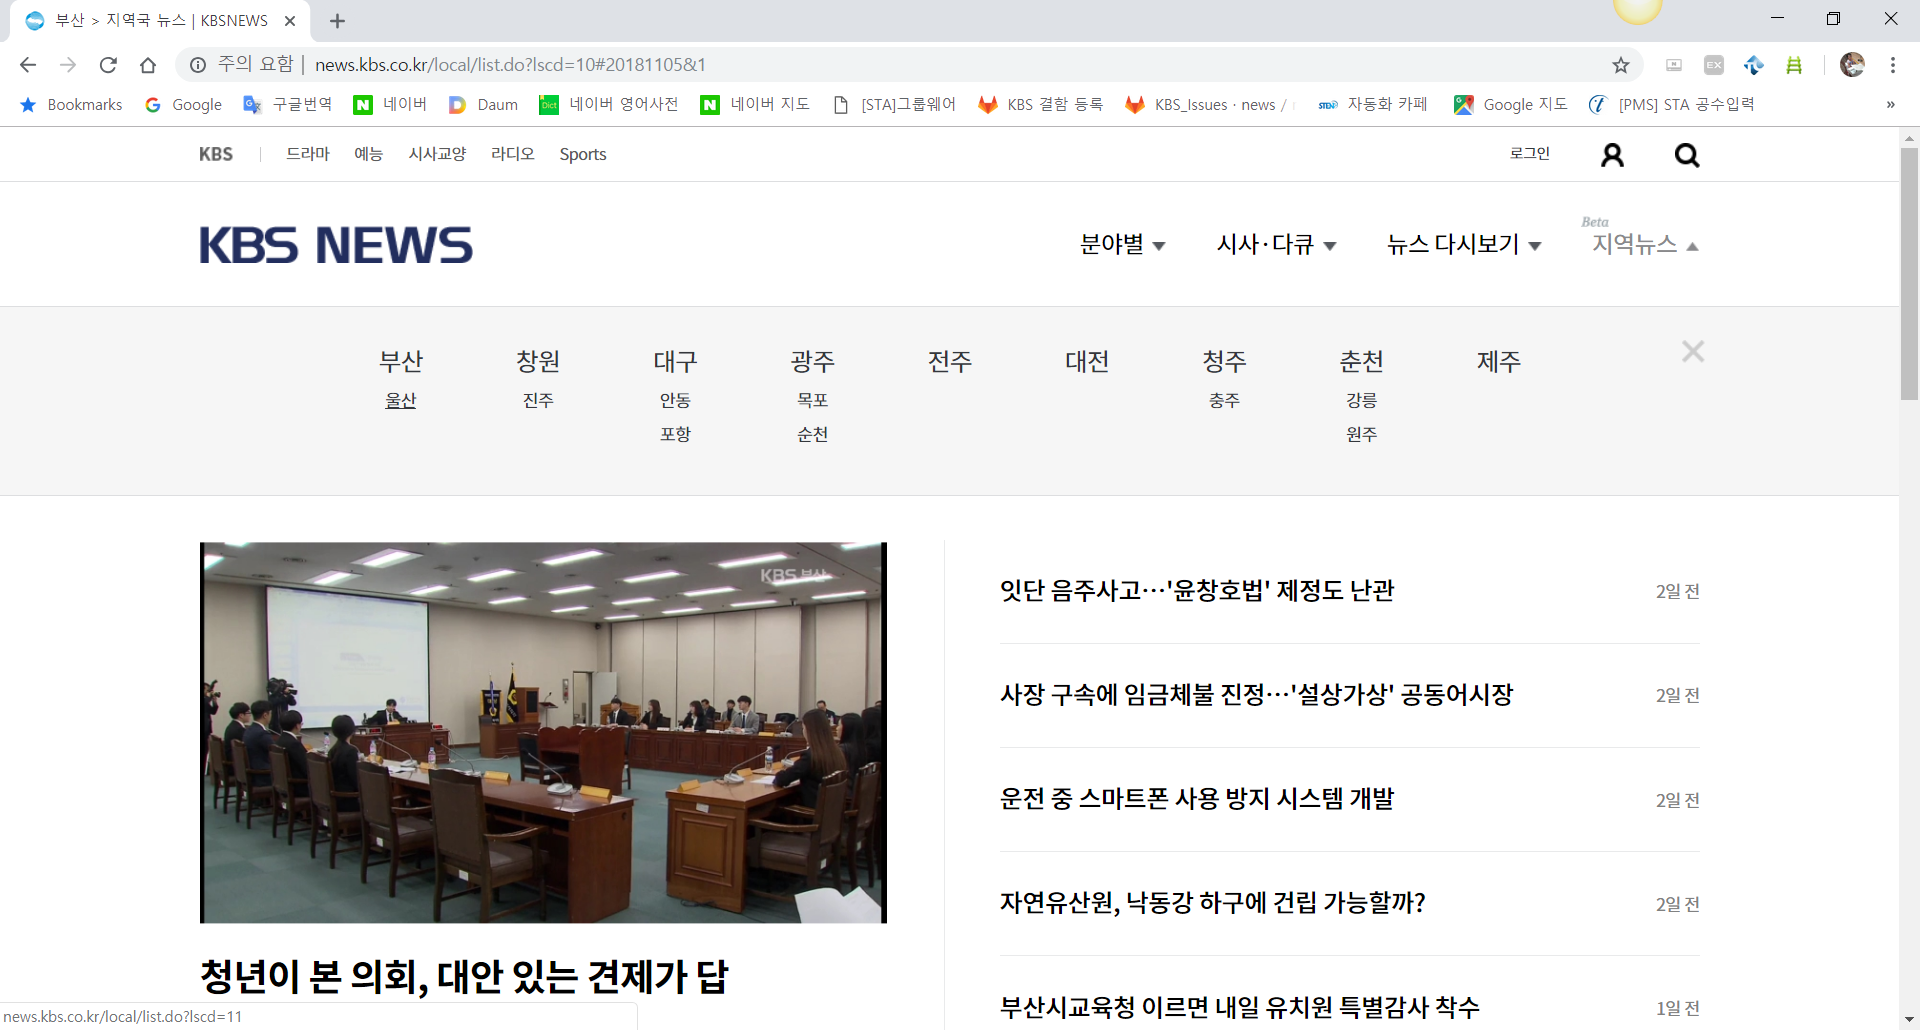 부산 > 지역국 뉴스 | KBSNEWS
주의 요함 | news.kbs.co.kr/local/list.do?lscd=10#20181105&1
Bookmarks Google 구글번역 네이버 Daum 네이버 영어사전 네이버 지도 [STA]그룹웨어 KBS 결함 등록 KBS_Issues · news / 자동화 카페 Google 지도 [PMS] STA 공수입력 »
KBS 드라마 예능 시사교양 라디오 Sports 로그인
Beta
KBS NEWS 분야별 시사·다큐 뉴스 다시보기 지역뉴스
부산 창원 대구 광주 전주 대전 청주 춘천 제주
울산 진주 안동 목포 충주 강릉
포항 순천 원주
KBS 부산
잇단 음주사고…'윤창호법' 제정도 난관 2일 전
사장 구속에 임금체불 진정…'설상가상' 공동어시장 2일 전
운전 중 스마트폰 사용 방지 시스템 개발 2일 전
자연유산원, 낙동강 하구에 건립 가능할까? 2일 전
청년이 본 의회, 대안 있는 견제가 답
부산시교육청 이르면 내일 유치원 특별감사 착수 1일 전
news.kbs.co.kr/local/list.do?lscd=11